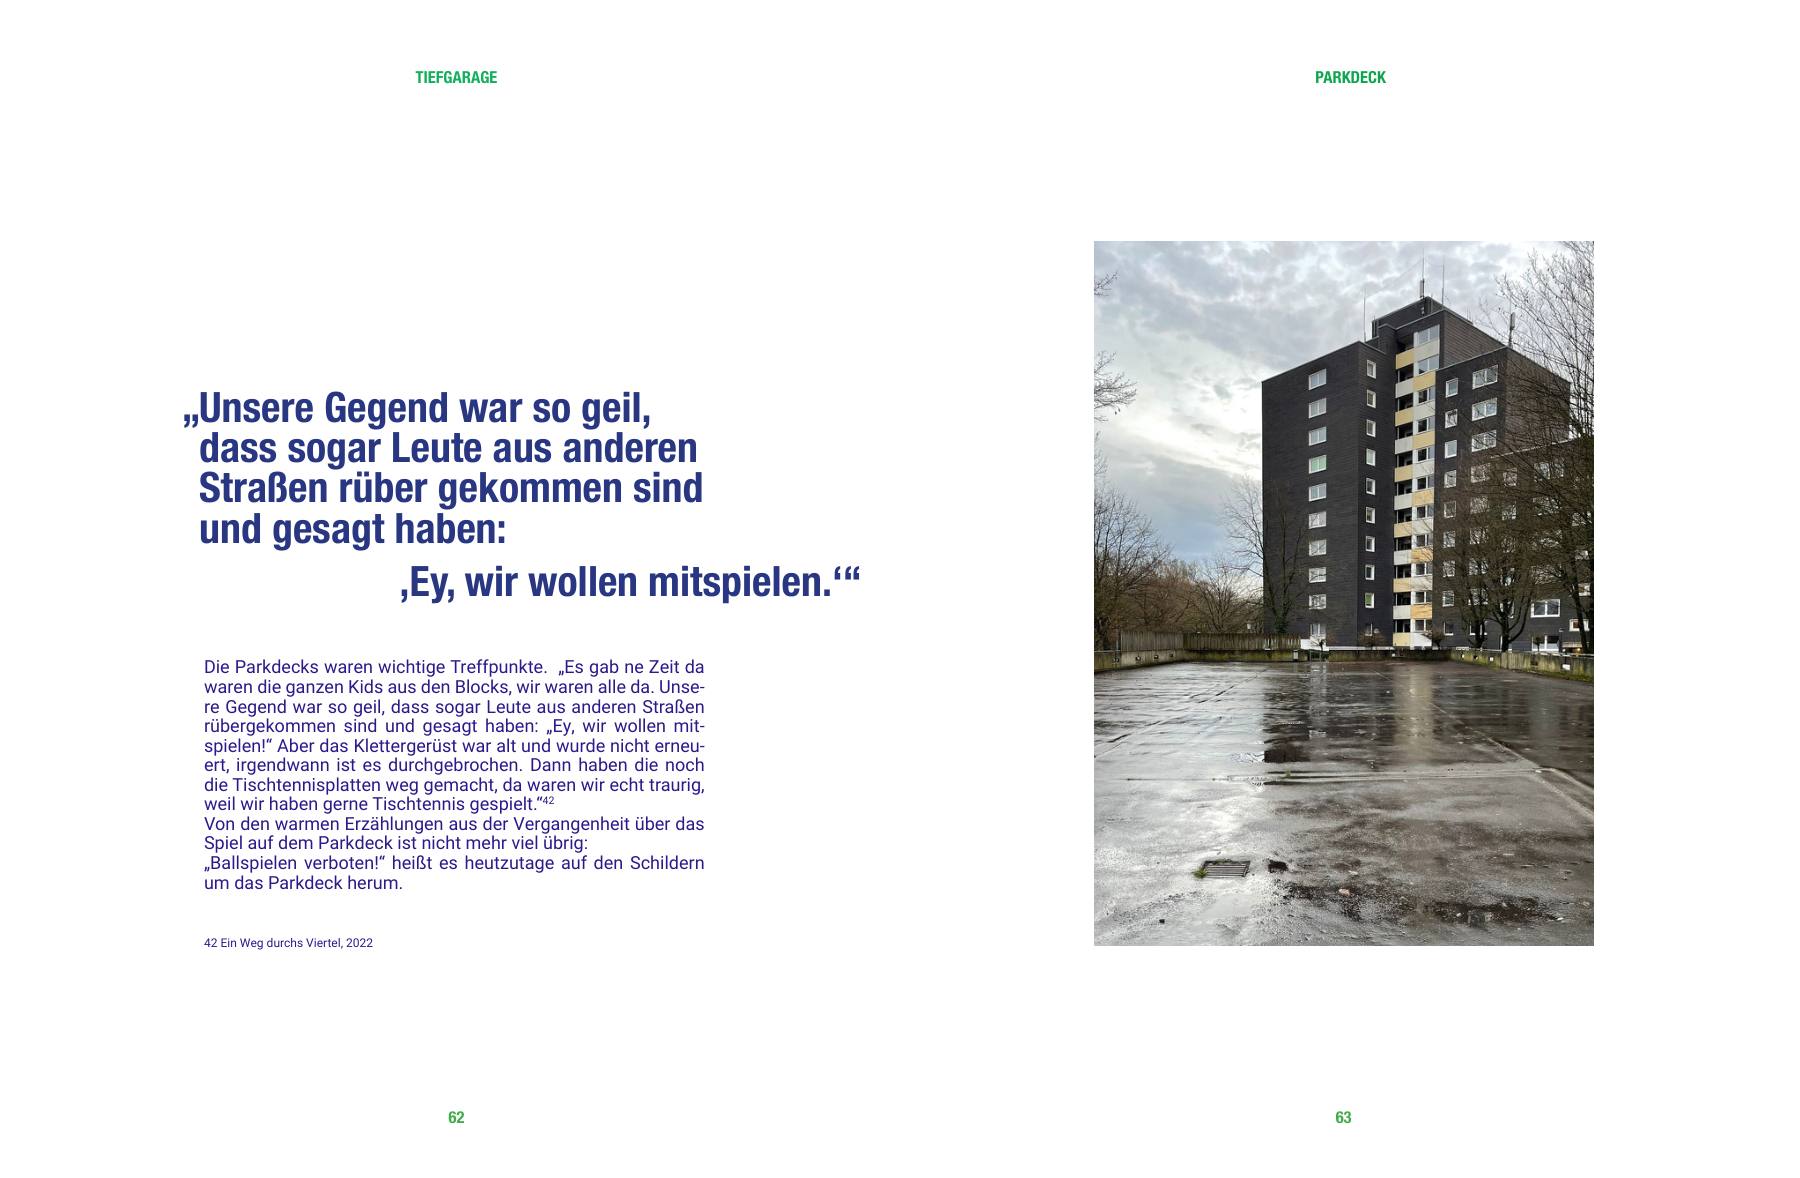 TIEFGARAGE
„Unsere Gegend war so geil,
dass sogar Leute aus anderen
Straßen rüber gekommen sind
und gesagt haben:
‚Ey, wir wollen mitspielen.‘“
Die Parkdecks waren wichtige Treffpunkte. „Es gab ne Zeit da
waren die ganzen Kids aus den Blocks, wir waren alle da. Unse-
re Gegend war so geil, dass sogar Leute aus anderen Straßen
rübergekommen sind und gesagt haben: „Ey, wir wollen mit-
spielen!“ Aber das Klettergerüst war alt und wurde nicht erneu-
ert, irgendwann ist es durchgebrochen. Dann haben die noch
die Tischtennisplatten weg gemacht, da waren wir echt traurig,
weil wir haben gerne Tischtennis gespielt.“42
Von den warmen Erzählungen aus der Vergangenheit über das
Spiel auf dem Parkdeck ist nicht mehr viel übrig:
„Ballspielen verboten!“ heißt es heutzutage auf den Schildern
um das Parkdeck herum.
42 Ein Weg durchs Viertel, 2022
62
PARKDECK
63